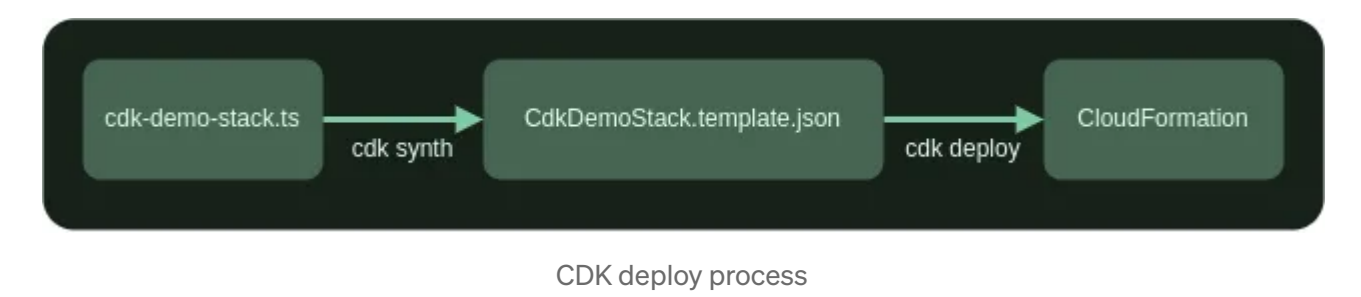 cdk-demo-stack.ts
cdk synth
CdkDemoStack.template.json
cdk deploy
CloudFormation
CDK deploy process